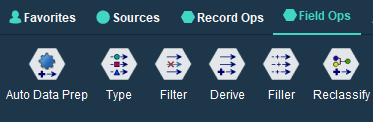 Favorites Sources Record Ops Field Ops
Auto Data Prep Type Filter Derive Filler Reclassify